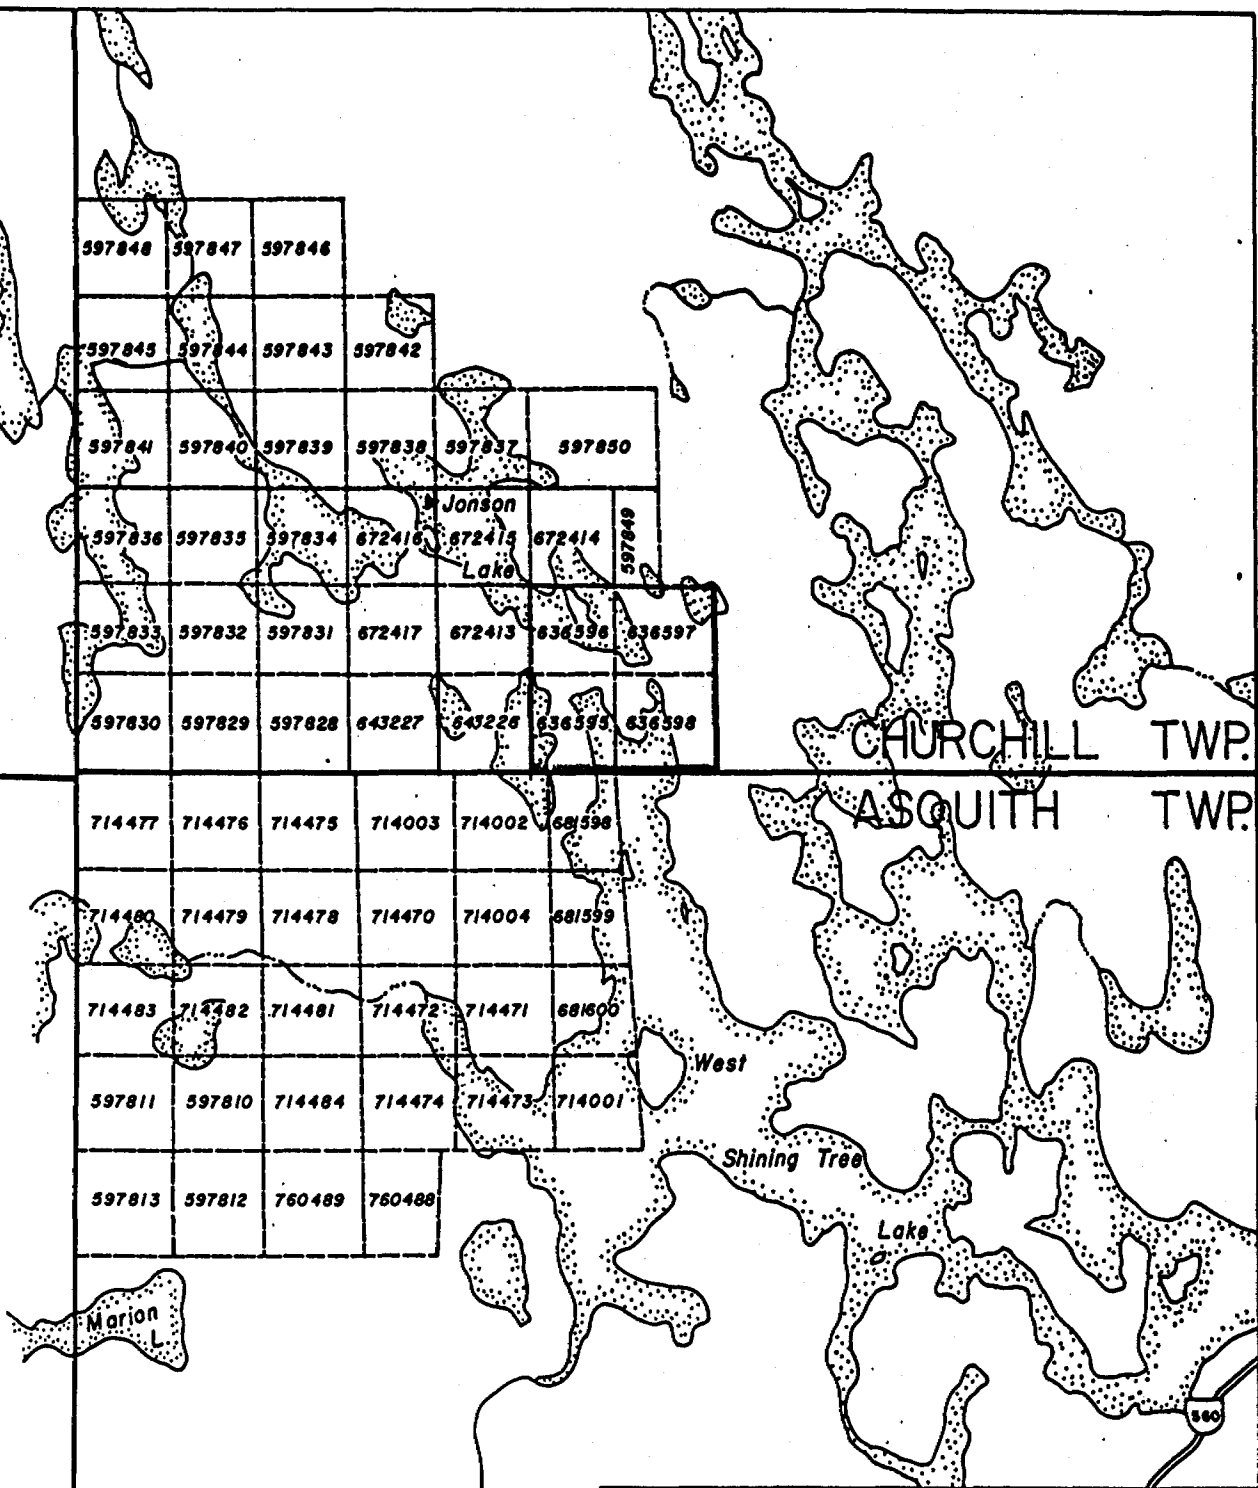 597848 597847 597846
597845 597844 597843 597842
597841 597840 597839 597838 597837 597850
Jonson
597836 597835 597834 672416 672415 672414 597849
Lake
597833 597832 597831 672417 672413 636596 636597
597830 597829 597828 643227 643226 636595 636598
CHURCHILL TWP.
ASQUITH TWP.
714477 714476 714475 714003 714002 681598
714480 714479 714478 714470 714004 681599
714483 714482 714481 714472 714471 681600
West
597811 597810 714484 714474 714473 714001
Shining Tree
597813 597812 760489 760488
Lake
Marion
L.
560